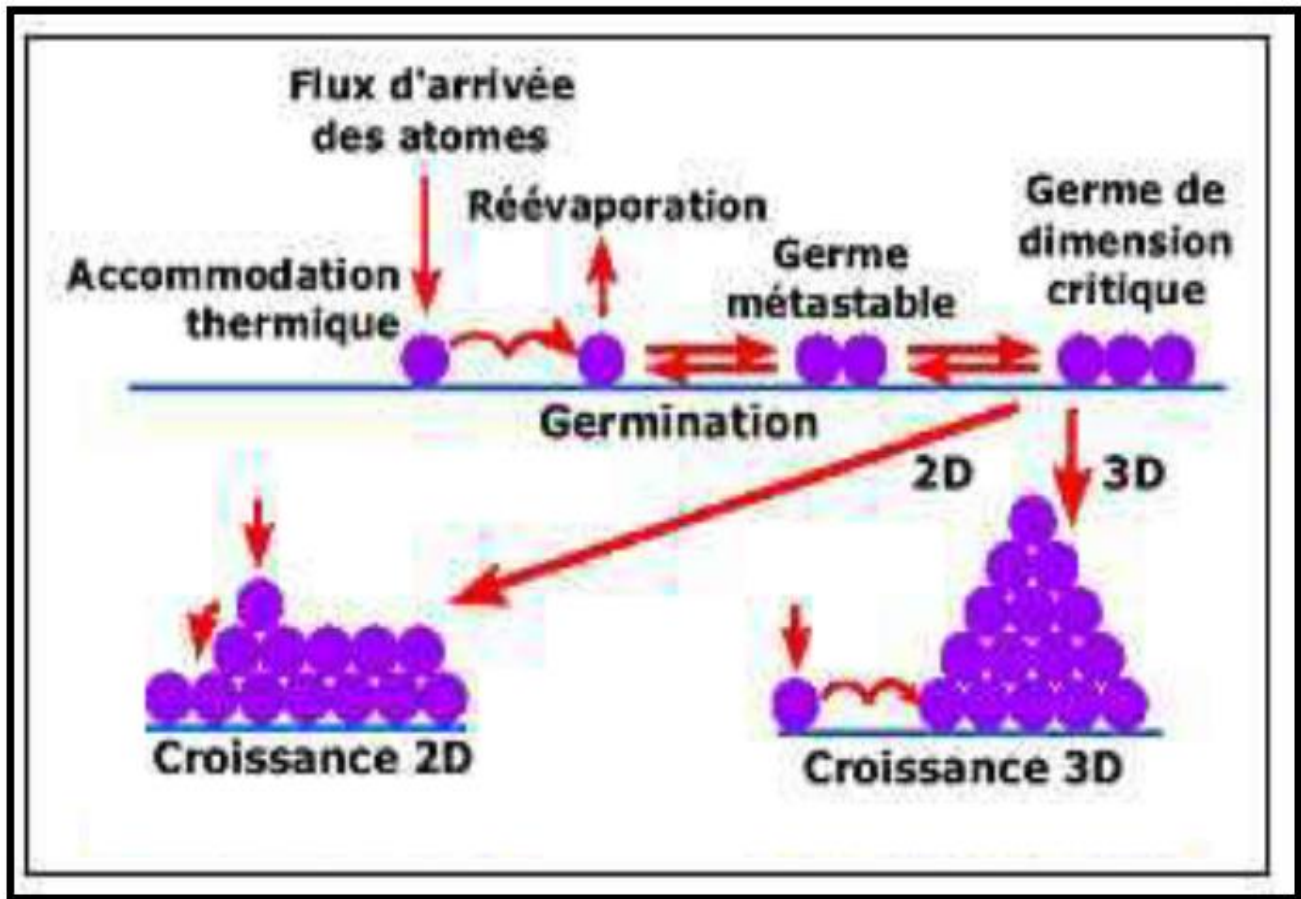 Flux d'arrivée
des atomes
Réévaporation
Accommodation
thermique
Germe
métastable
Germe de
dimension
critique
Germination
2D
3D
Croissance 2D
Croissance 3D